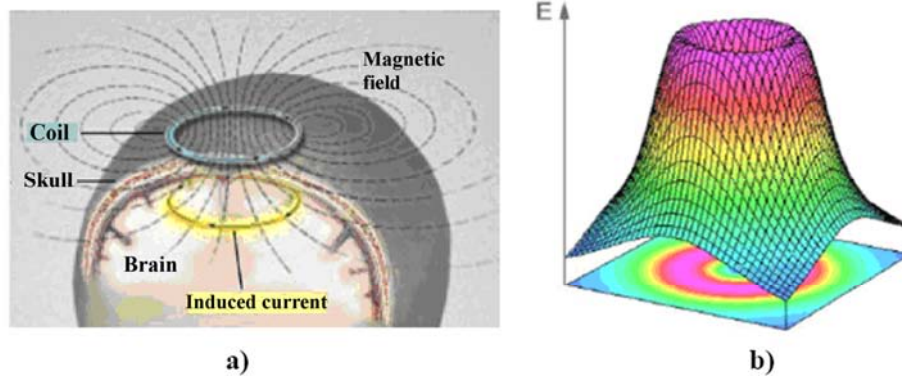 Magnetic
field
Coil
Skull
Brain
Induced current
a)
E
b)